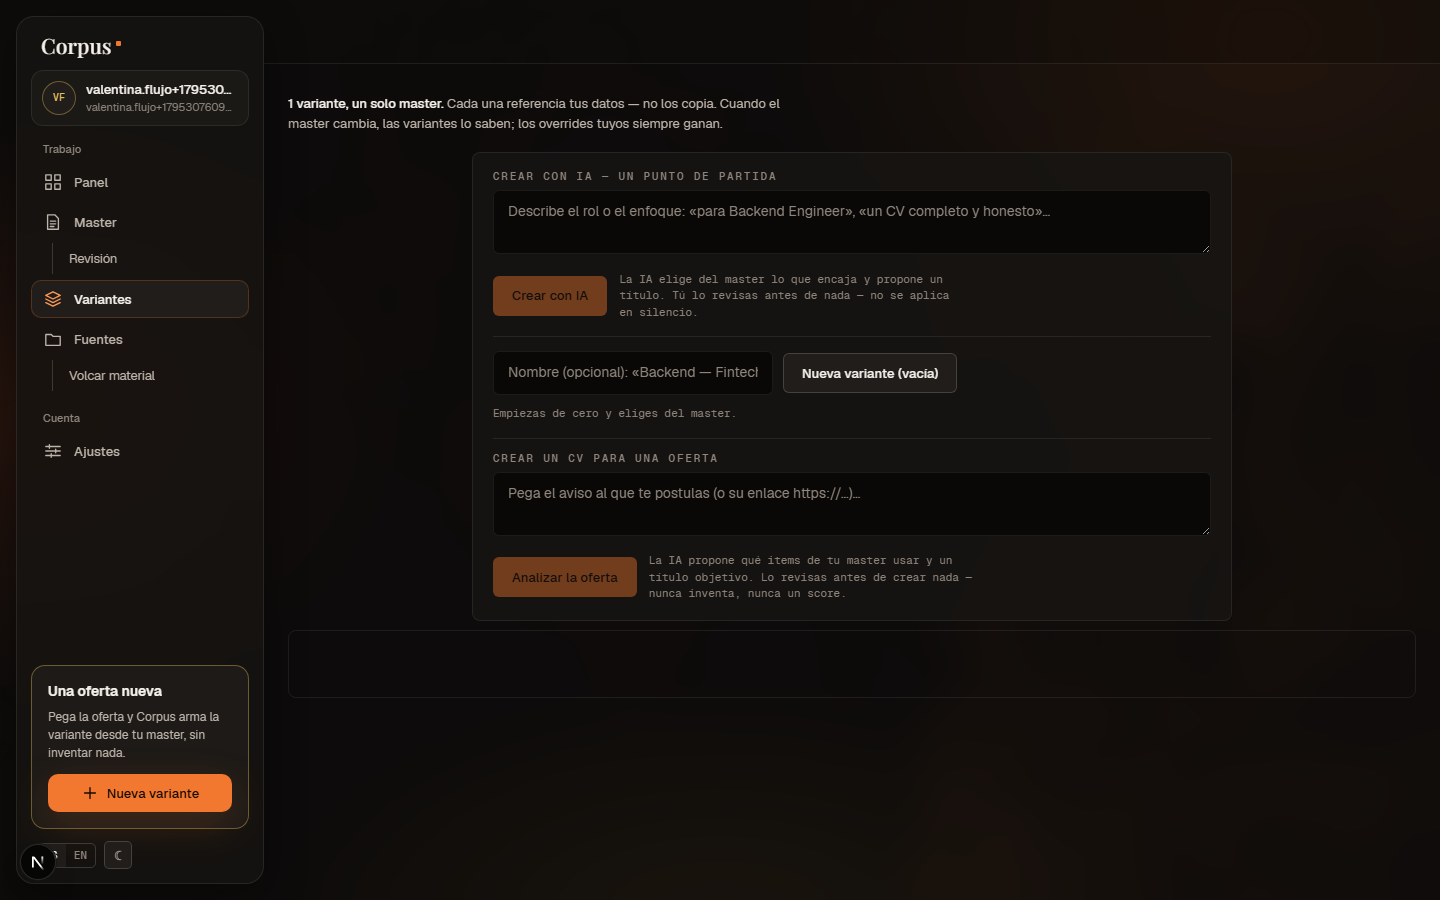 Corpus
VF
valentina.flujo+179530...
valentina.flujo+1795307609...
Trabajo
Panel
Master
Revisión
Variantes
Fuentes
Volcar material
Cuenta
Ajustes
Una oferta nueva
Pega la oferta y Corpus arma la
variante desde tu master, sin
inventar nada.
+ Nueva variante
N
EN
1 variante, un solo master. Cada una referencia tus datos — no los copia. Cuando el
master cambia, las variantes lo saben; los overrides tuyos siempre ganan.
CREAR CON IA — UN PUNTO DE PARTIDA
Describe el rol o el enfoque: «para Backend Engineer», «un CV completo y honesto»…
Crear con IA
La IA elige del master lo que encaja y propone un
título. Tú lo revisas antes de nada — no se aplica
en silencio.
Nombre (opcional): «Backend — Fintech
Nueva variante (vacía)
Empiezas de cero y eliges del master.
CREAR UN CV PARA UNA OFERTA
Pega el aviso al que te postulas (o su enlace https://…)…
Analizar la oferta
La IA propone qué ítems de tu master usar y un
título objetivo. Lo revisas antes de crear nada —
nunca inventa, nunca un score.